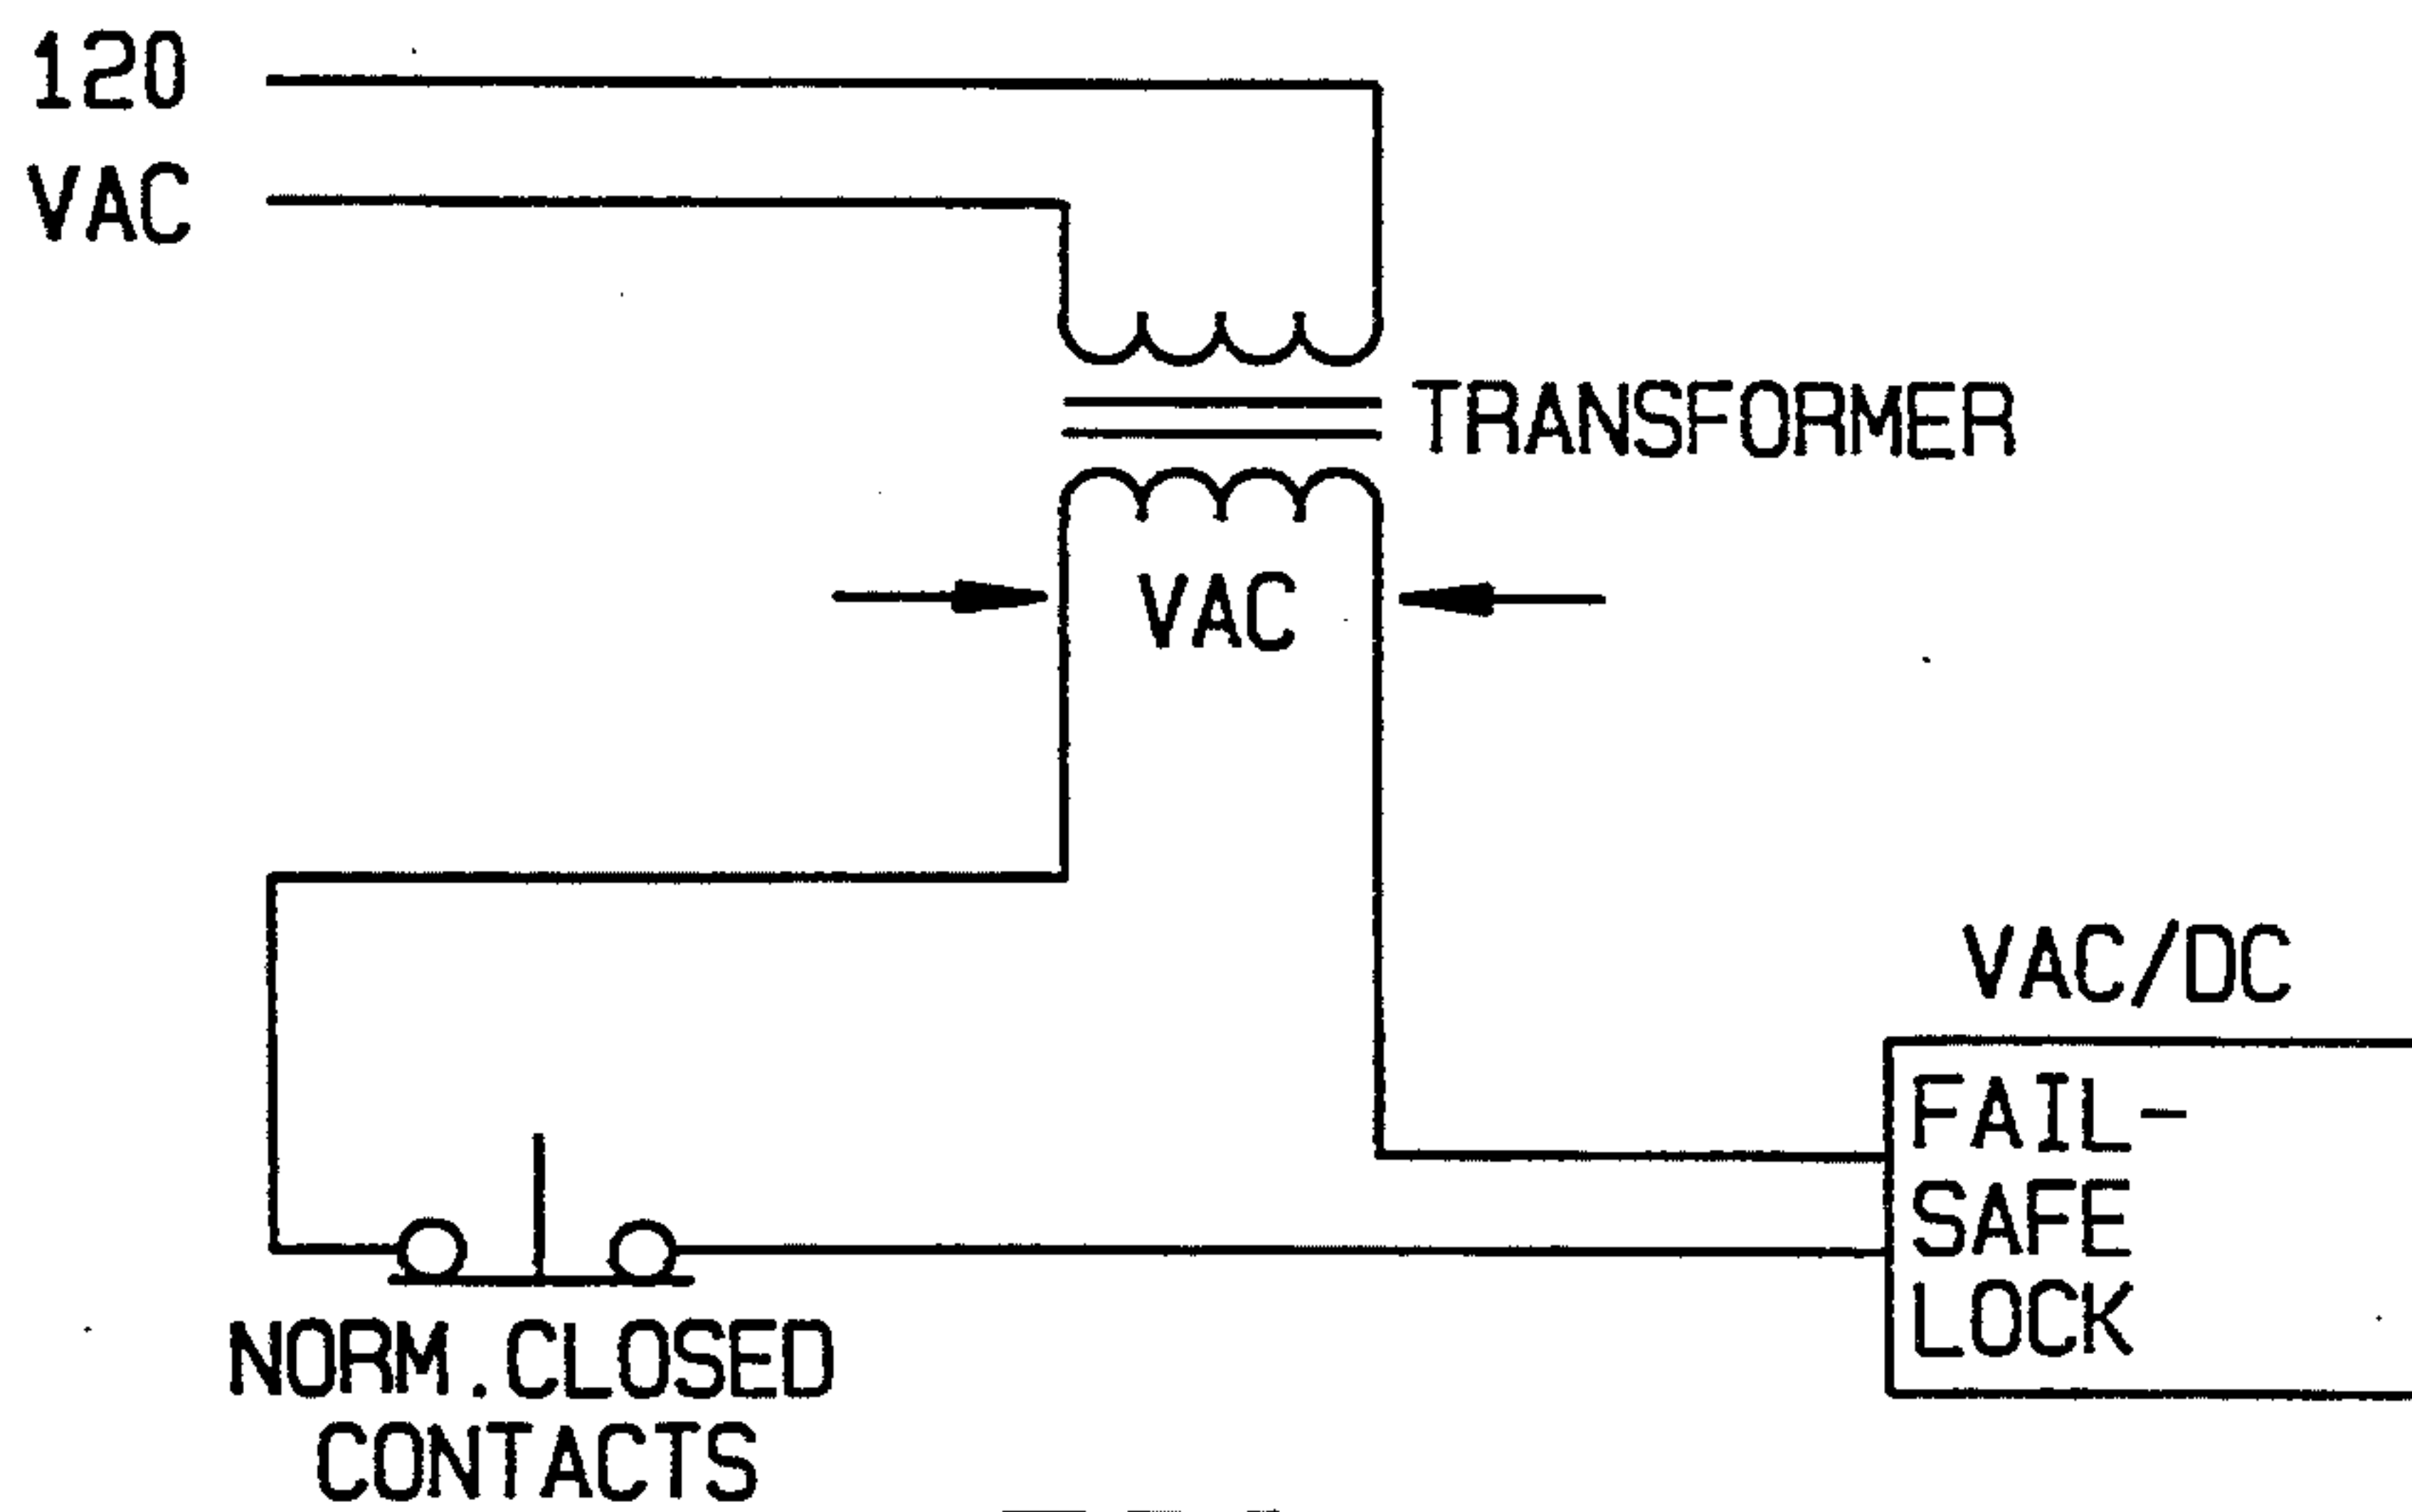 120
VAC
TRANSFORMER
VAC
VAC/DC
FAIL-
SAFE
LOCK
NORM.CLOSED
CONTACTS